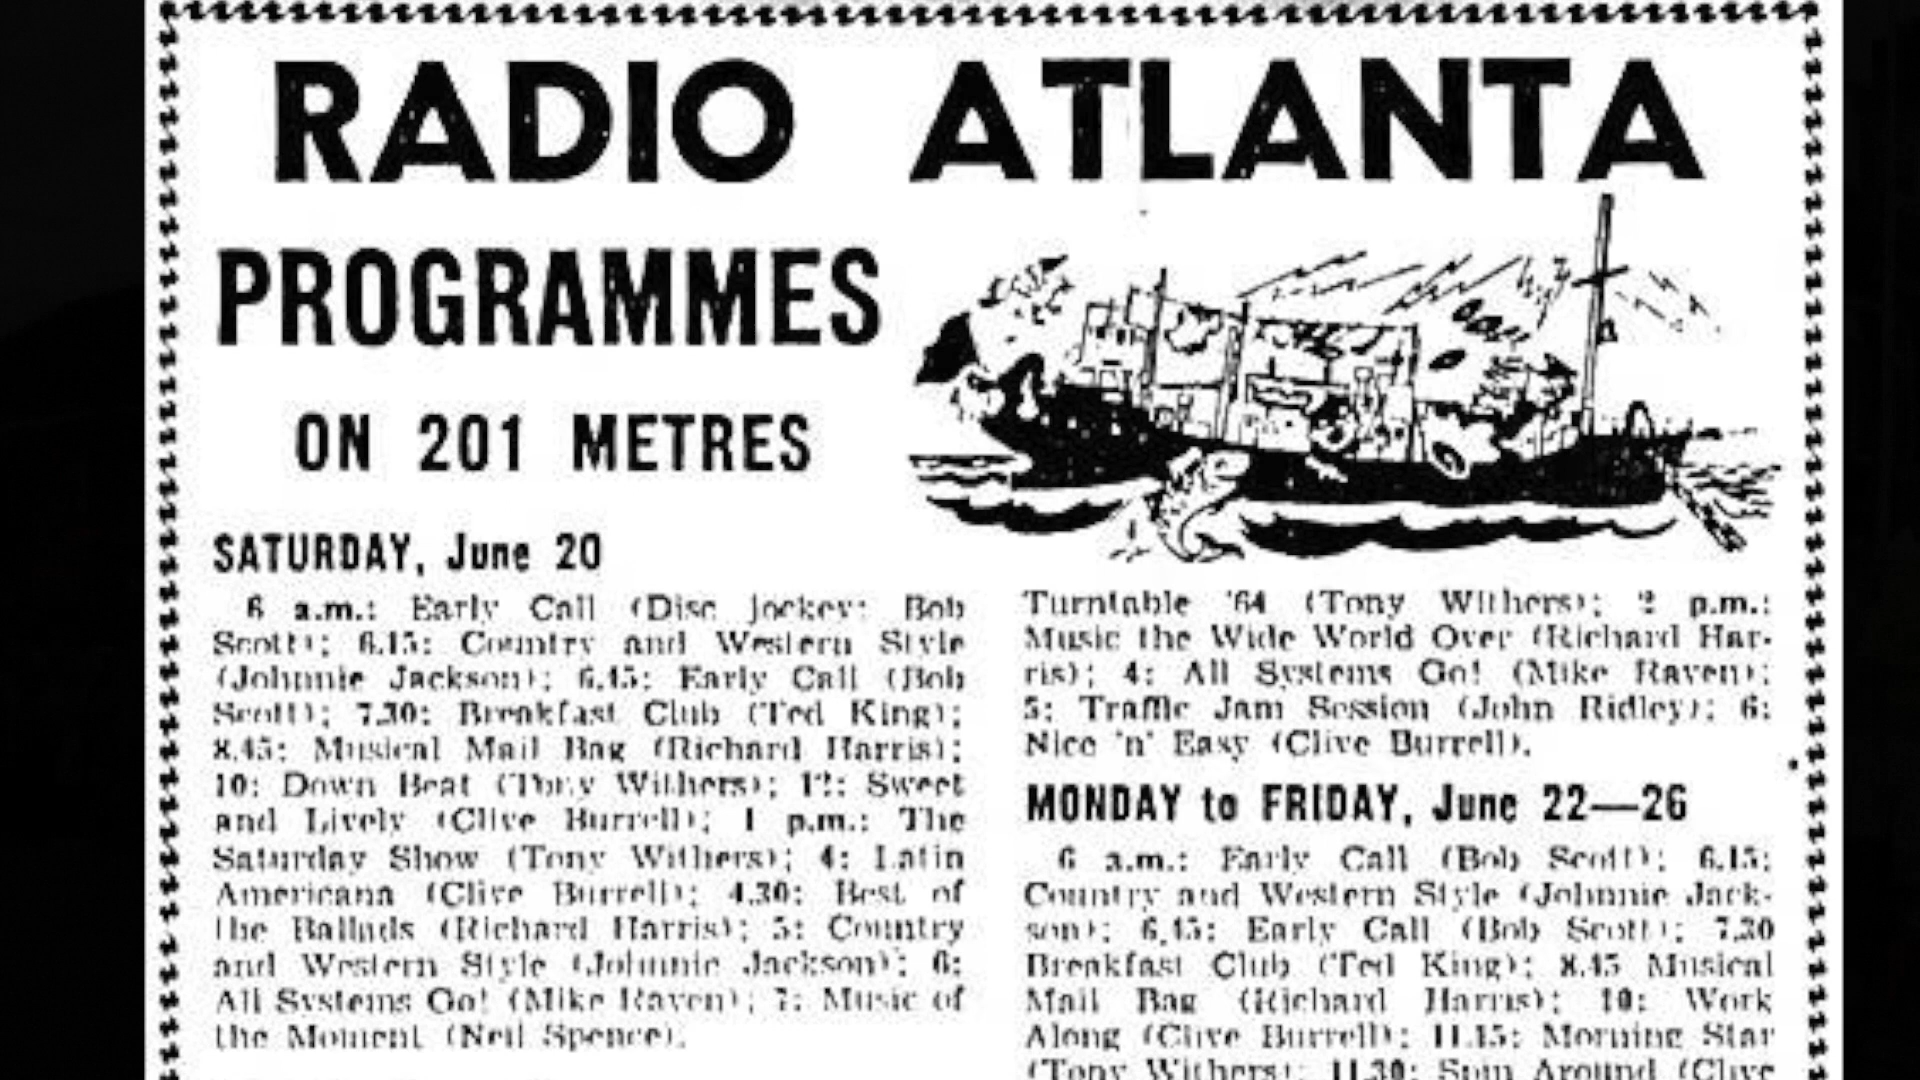 RADIO ATLANTA
PROGRAMMES
ON 201 METRES
SATURDAY, June 20
6 a.m.: Early Call (Disc Jockey: Bob
Scott); 6.15: Country and Western Style
(Johnnie Jackson); 6.45: Early Call (Bob
Scott); 7.30: Breakfast Club (Ted King);
8.45: Musical Mail Bag (Richard Harris);
10: Down Beat (Tony Withers); 12: Sweet
and Lively (Clive Burrell); 1 p.m.: The
Saturday Show (Tony Withers); 4: Latin
Americana (Clive Burrell); 4.30: Best of
the Ballads (Richard Harris); 5: Country
and Western Style (Johnnie Jackson); 6:
All Systems Go! (Mike Raven); 7: Music of
the Moment (Neil Spence).
Turntable '64 (Tony Withers); 2 p.m.:
Music the Wide World Over (Richard Har-
ris); 4: All Systems Go! (Mike Raven);
5: Traffic Jam Session (John Ridley); 6:
Nice 'n' Easy (Clive Burrell).
MONDAY to FRIDAY, June 22—26
6 a.m.: Early Call (Bob Scott); 6.15:
Country and Western Style (Johnnie Jack-
son); 6.45: Early Call (Bob Scott); 7.30
Breakfast Club (Ted King); 8.45 Musical
Mail Bag (Richard Harris); 10: Work
Along (Clive Burrell); 11.15: Morning Star
(Tony Withers); 11.30: Spin Around (Clive